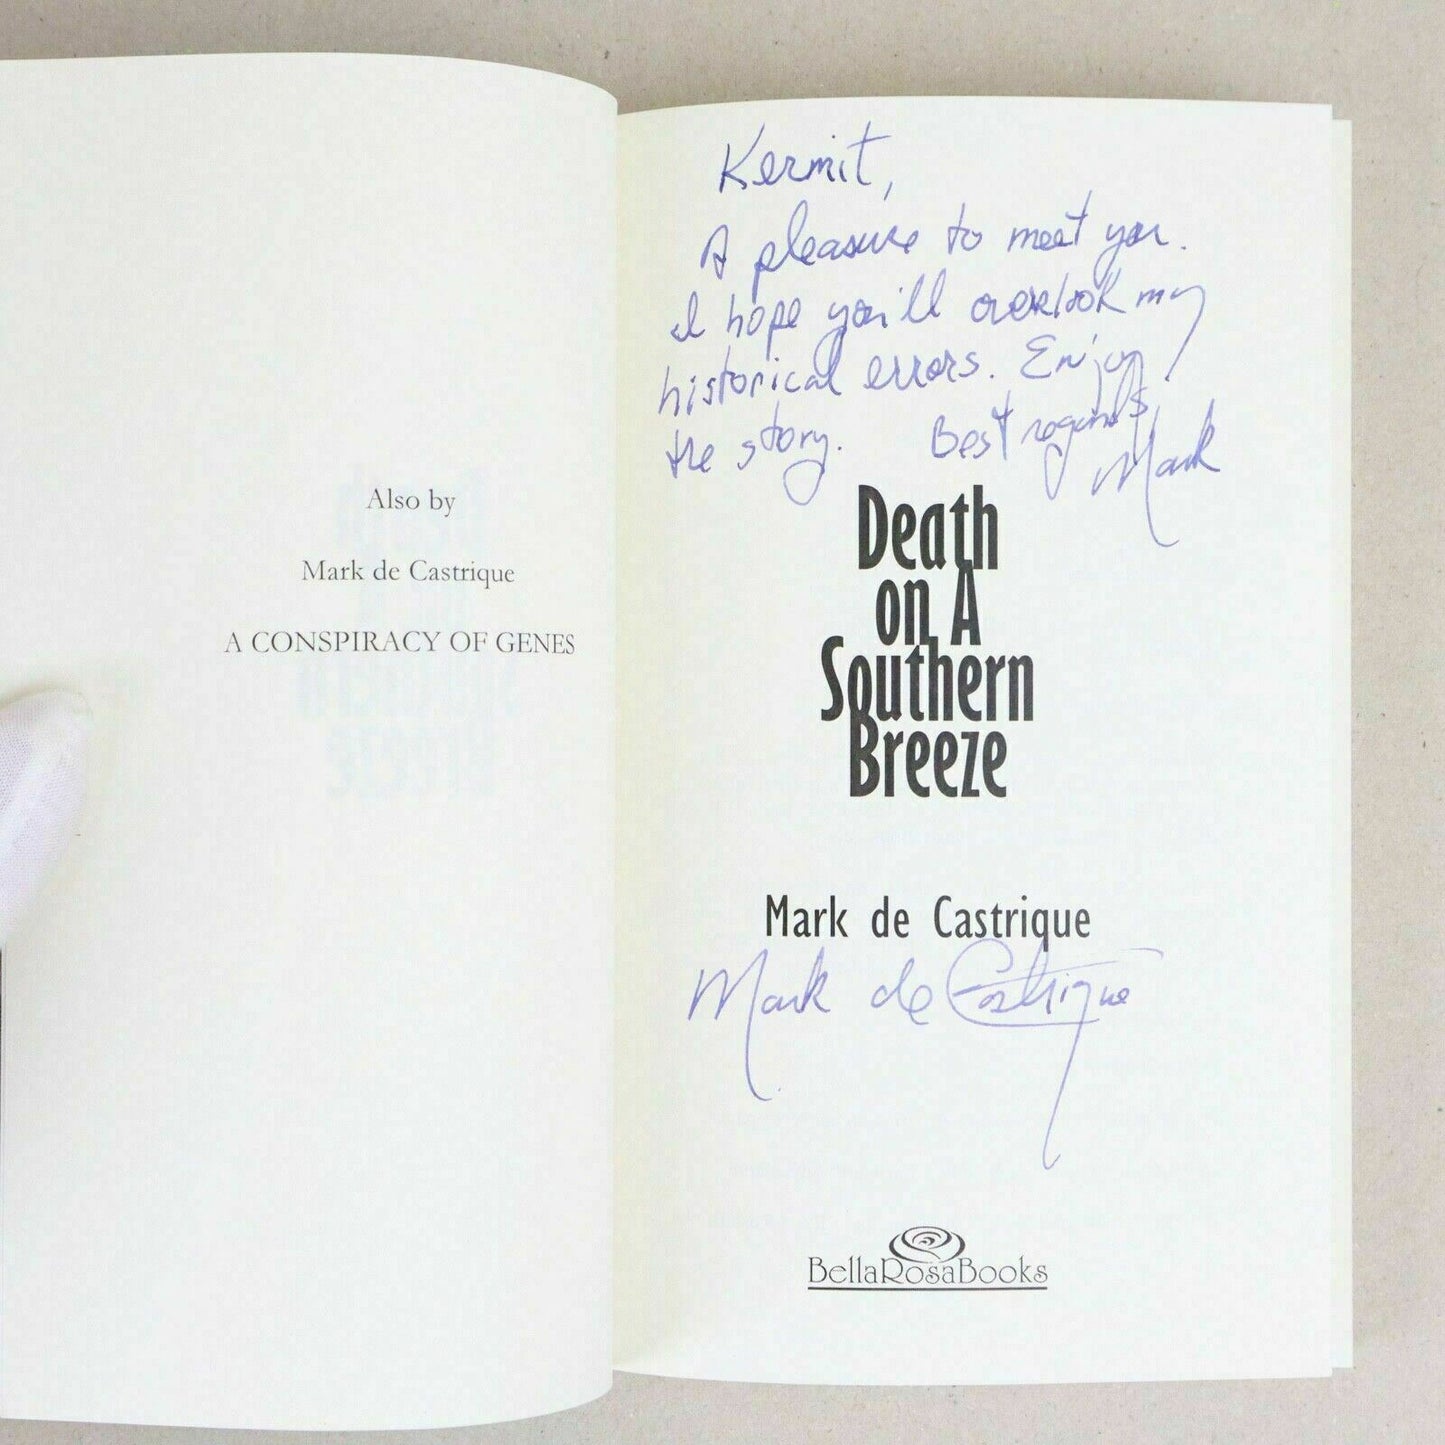 Also by
Mark de Castrique
A CONSPIRACY OF GENES
Kermit,
A pleasure to meet you.
I hope you'll overlook my
historical errors. Enjoy
the story. Best regards
Mark
Death
on A
Southern
Breeze
Mark de Castrique
Mark de Castrique
BellaRosaBooks